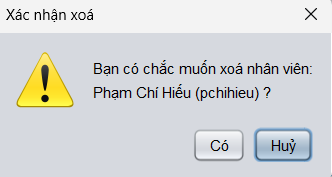 Xác nhận xoá
Bạn có chắc muốn xoá nhân viên:
Phạm Chí Hiếu (pchihieu) ?
Có
Huỷ